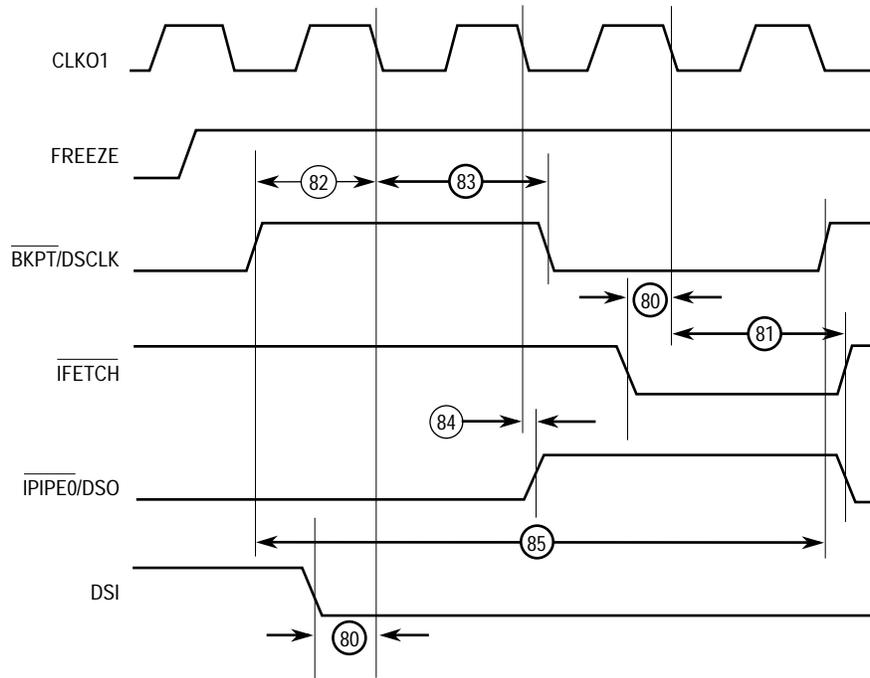 CLKO1
FREEZE
82
83
BKPT/DSCLK
80
81
IFETCH
84
IPIPE0/DSO
85
DSI
80